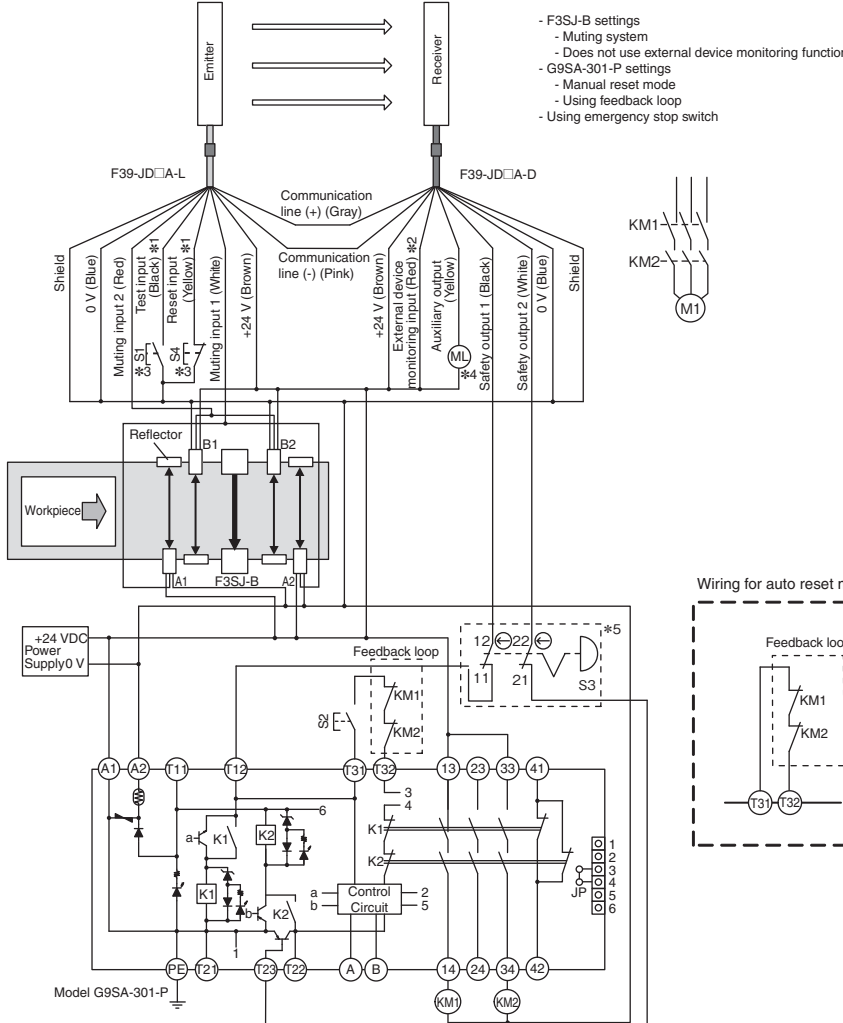 - F3SJ-B settings
- Muting system
- Does not use external device monitoring function
- G9SA-301-P settings
- Manual reset mode
- Using feedback loop
- Using emergency stop switch
Emitter
Receiver
F39-JD□A-L
F39-JD□A-D
Communication
line (+) (Gray)
Communication
line (-) (Pink)
KM1
KM2
M1
Shield
0 V (Blue)
Muting input 2 (Red)
Test input
(Black) *1
Reset input
(Yellow) *1
Muting input 1 (White)
+24 V (Brown)
+24 V (Brown)
External device
monitoring input (Red) *2
Auxiliary output
(Yellow)
Safety output 1 (Black)
Safety output 2 (White)
0 V (Blue)
Shield
S1
*3
S4
*3
ML
*4
Reflector
B1
B2
Workpiece
A1
F3SJ-B
A2
+24 VDC
Power
Supply 0 V
Feedback loop
KM1
KM2
S2
12
22
*5
11
21
S3
Wiring for auto reset
Feedback loo
KM1
KM2
T31
T32
A1
A2
T11
T12
T31
T32
13
23
33
41
3
4
6
a
K1
K2
K1
K2
K1
b
K2
a
b
Control
Circuit
2
5
1
JP
1
2
3
4
5
6
PE
T21
T23
T22
A
B
14
24
34
42
Model G9SA-301-P
KM1
KM2